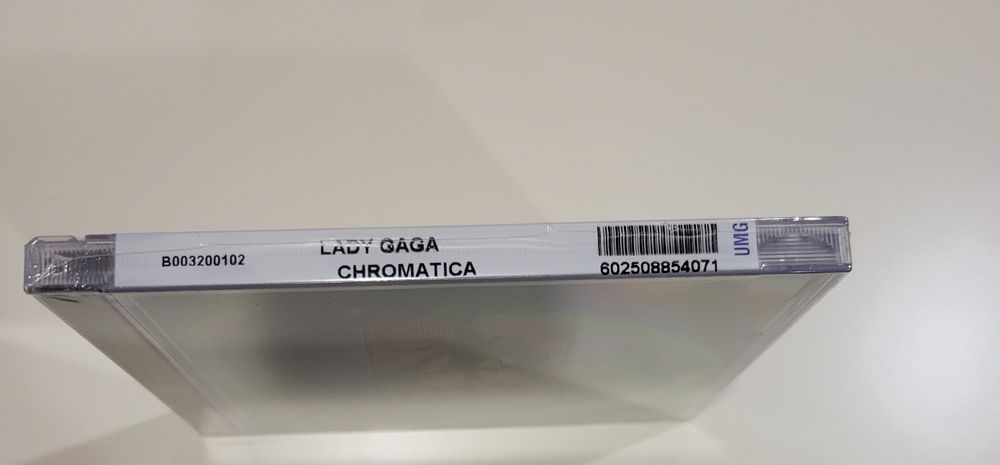 B003200102
LADY GAGA
CHROMATICA
602508854071
UMG